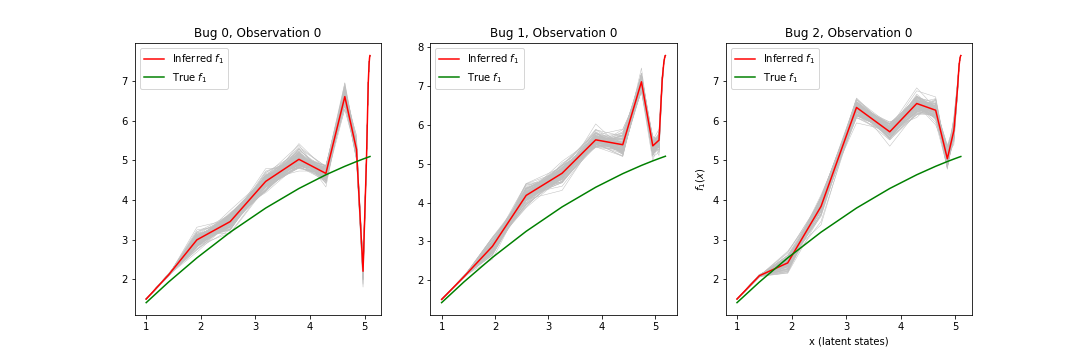 Bug 0, Observation 0
Inferred f₁
True f₁
7
6
5
4
3
2
1 2 3 4 5
Bug 1, Observation 0
Inferred f₁
True f₁
8
7
6
5
4
3
2
1 2 3 4 5
Bug 2, Observation 0
Inferred f₁
True f₁
f₁(x)
7
6
5
4
3
2
1 2 3 4 5
x (latent states)